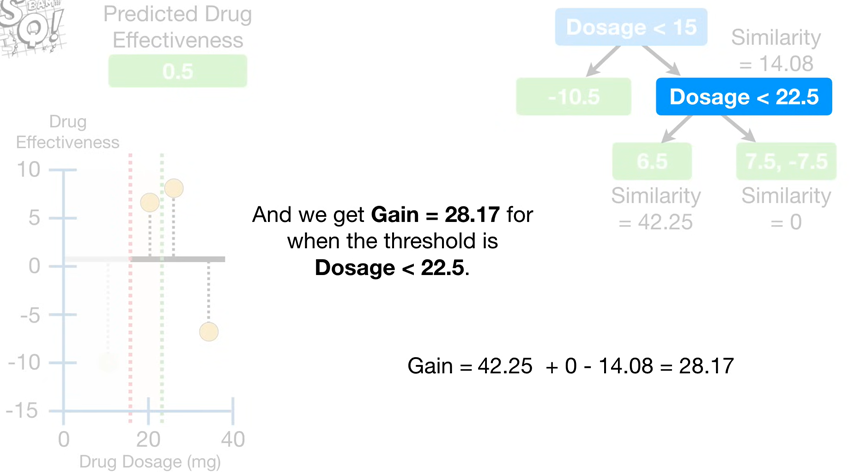 BAM!!!
SQ!
Predicted Drug
Effectiveness
0.5
Dosage < 15
Similarity
= 14.08
-10.5
Dosage < 22.5
6.5
7.5, -7.5
Similarity
= 42.25
Similarity
= 0
Drug
Effectiveness
10
5
0
-5
-10
-15
0
20
40
Drug Dosage (mg)
And we get Gain = 28.17 for
when the threshold is
Dosage < 22.5.
Gain = 42.25 + 0 - 14.08 = 28.17